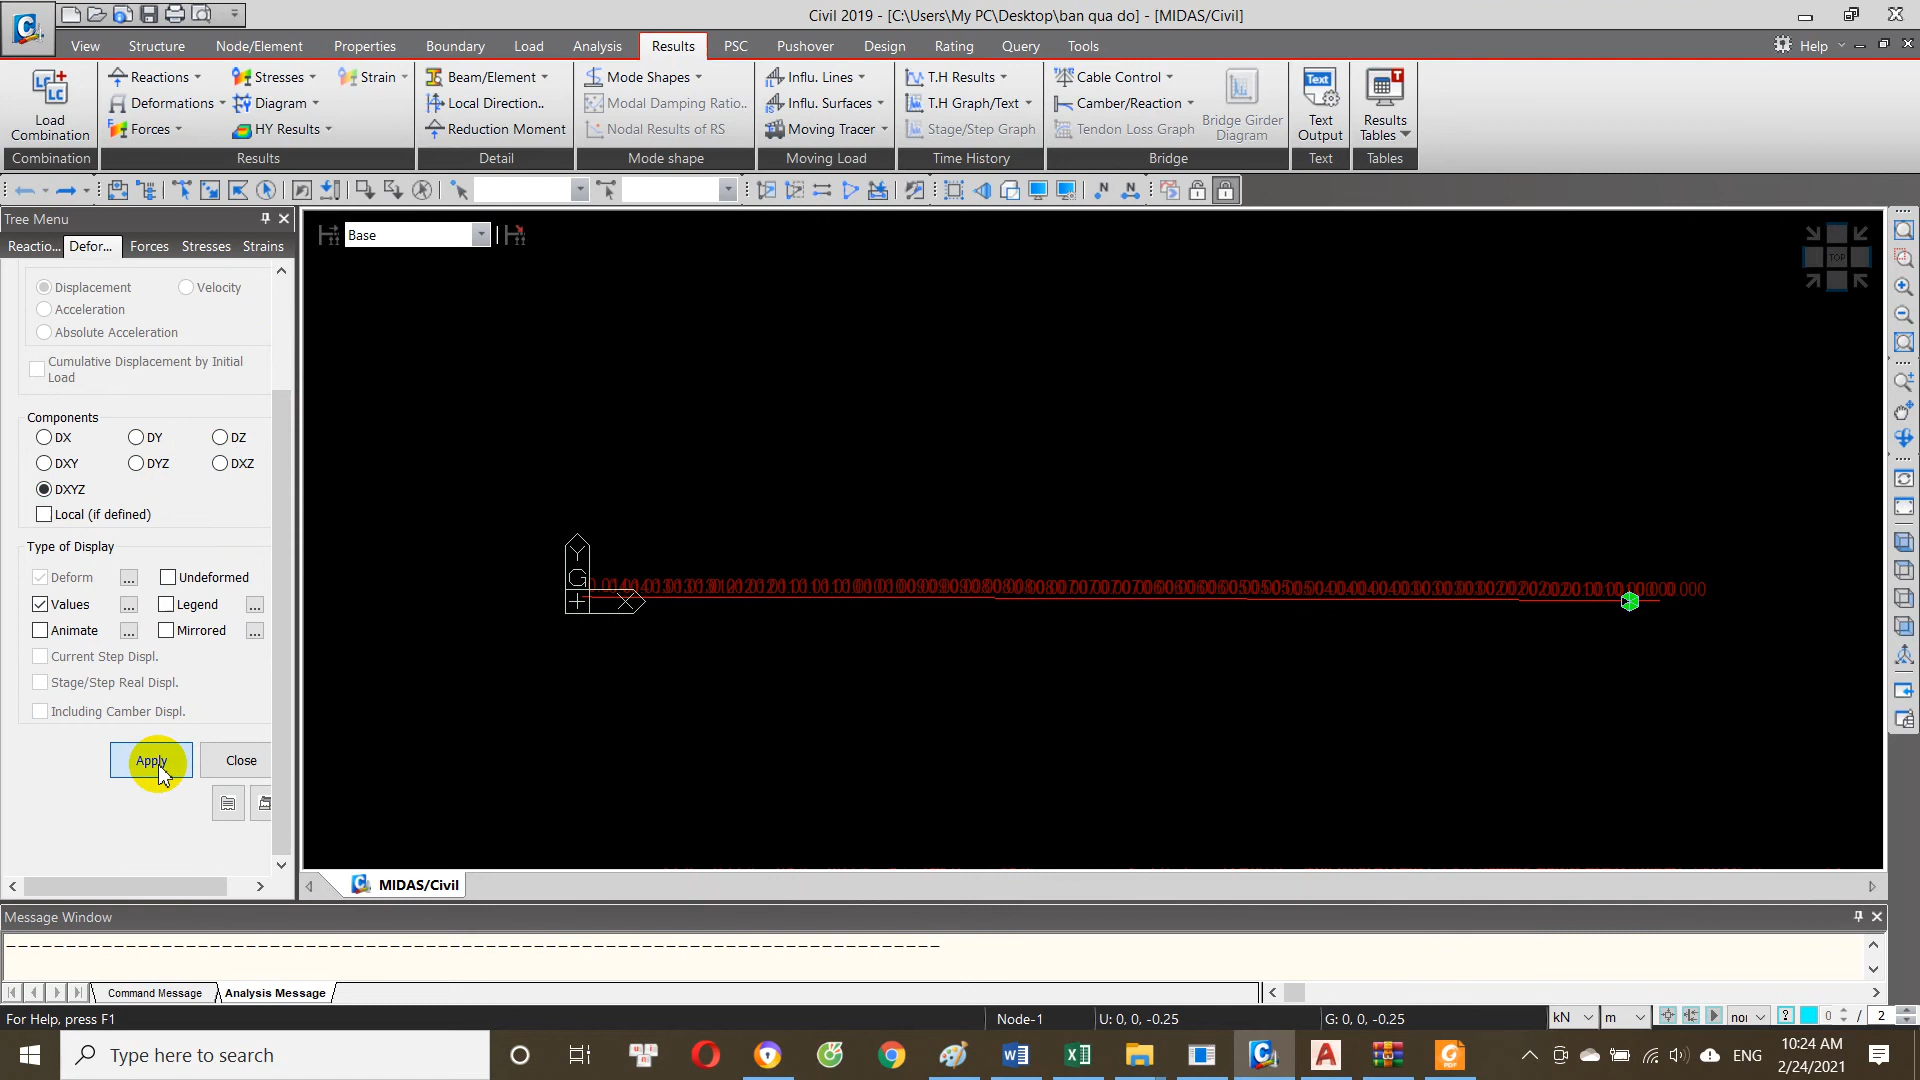 Civil 2019 - [C:\Users\My PC\Desktop\ban qua do] - [MIDAS/Civil]
View Structure Node/Element Properties Boundary Load Analysis Results PSC Pushover Design Rating Query Tools Help
Reactions Stresses Strain Beam/Element Mode Shapes Influ. Lines T.H Results Cable Control
Deformations Diagram Local Direction.. Modal Damping Ratio.. Influ. Surfaces T.H Graph/Text Camber/Reaction
Forces HY Results Reduction Moment Nodal Results of RS Moving Tracer Stage/Step Graph Tendon Loss Graph
Load Combination
Bridge Girder Diagram
Text Output
Results Tables
Combination Results Detail Mode shape Moving Load Time History Bridge Text Tables
Tree Menu
Reactio... Defor... Forces Stresses Strains
Base
TOP
Displacement Velocity
Acceleration
Absolute Acceleration
Cumulative Displacement by Initial
Load
Components
DX DY DZ
DXY DYZ DXZ
DXYZ
Local (if defined)
Type of Display
Deform ... Undeformed
Values ... Legend ...
Animate ... Mirrored ...
Current Step Displ.
Stage/Step Real Displ.
Including Camber Displ.
Apply Close
Y
G
X
MIDAS/Civil
Message Window
Command Message Analysis Message
For Help, press F1 Node-1 U: 0, 0, -0.25 G: 0, 0, -0.25 kN m nor 0 / 2
Type here to search
ENG
10:24 AM
2/24/2021